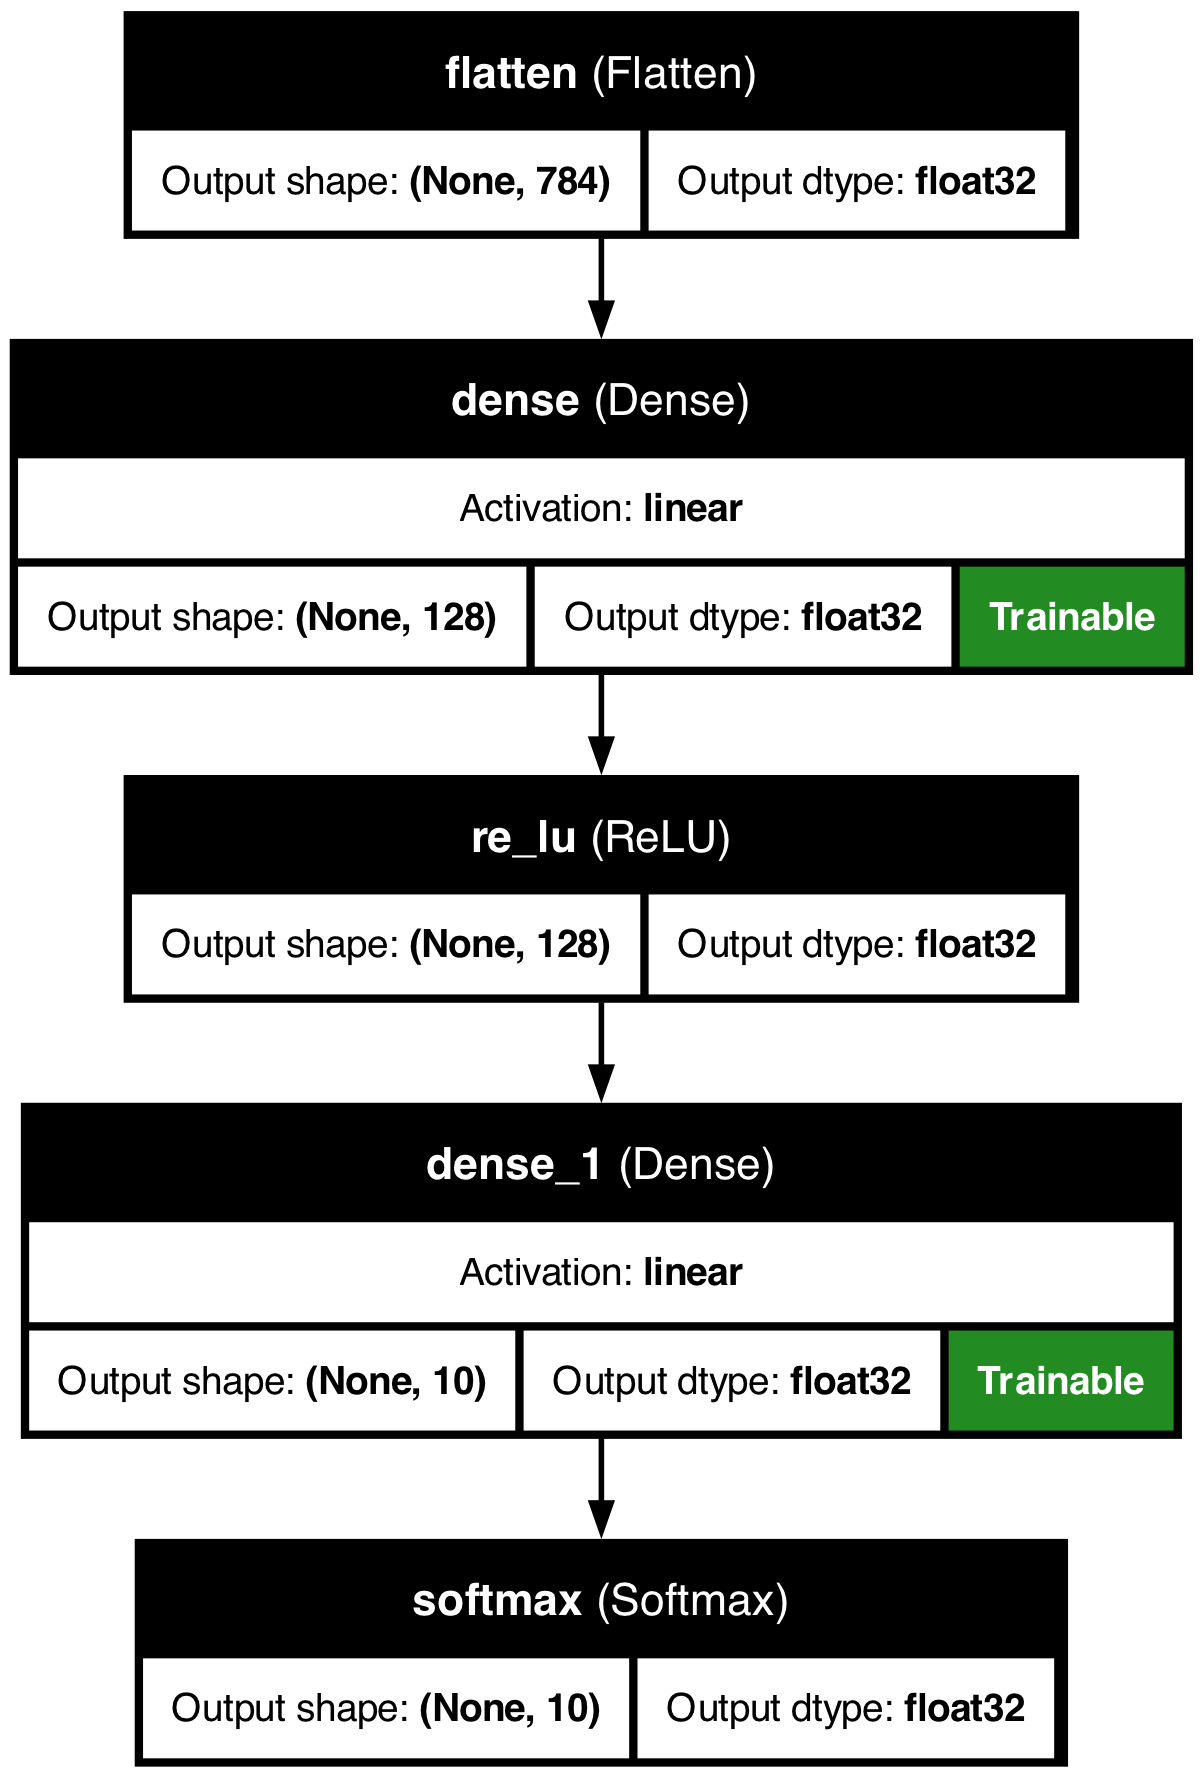 flatten (Flatten)
Output shape: (None, 784) Output dtype: float32
dense (Dense)
Activation: linear
Output shape: (None, 128) Output dtype: float32 Trainable
re_lu (ReLU)
Output shape: (None, 128) Output dtype: float32
dense_1 (Dense)
Activation: linear
Output shape: (None, 10) Output dtype: float32 Trainable
softmax (Softmax)
Output shape: (None, 10) Output dtype: float32